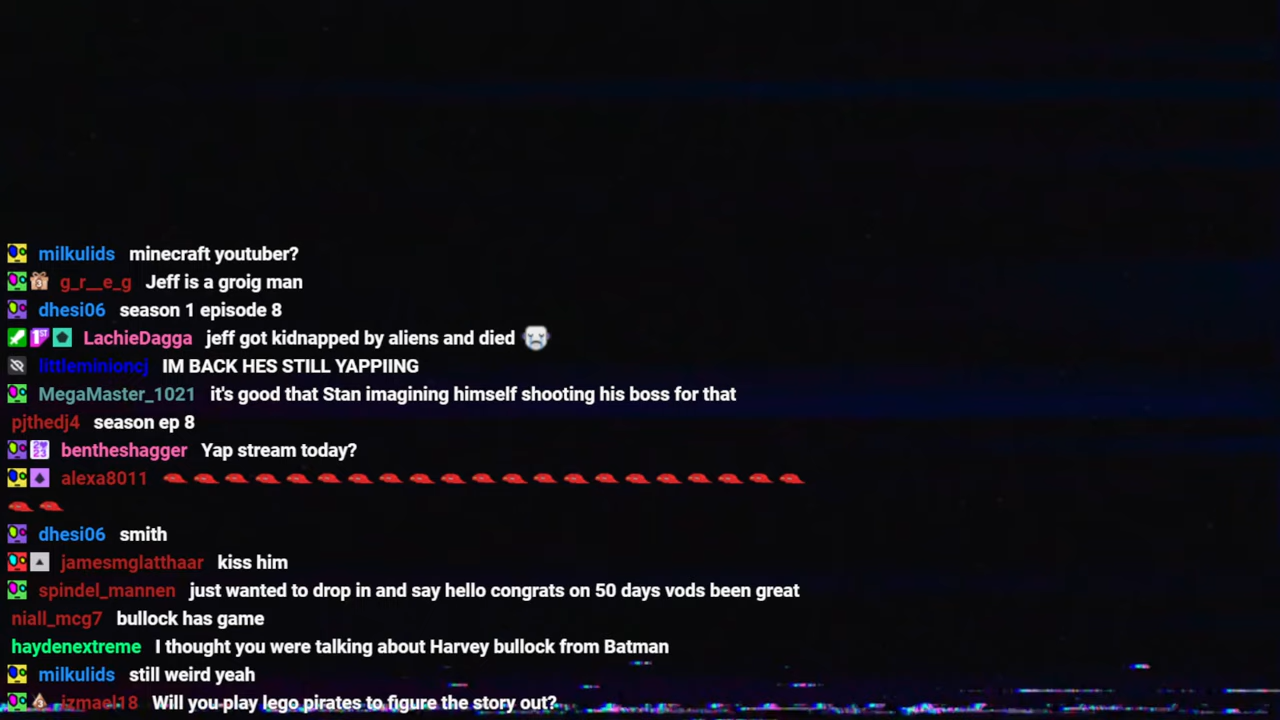 milkulids minecraft youtuber?
g_r__e_g Jeff is a groig man
dhesi06 season 1 episode 8
LachieDagga jeff got kidnapped by aliens and died
littleminioncj IM BACK HES STILL YAPPIING
MegaMaster_1021 it's good that Stan imagining himself shooting his boss for that
pjthedj4 season ep 8
bentheshagger Yap stream today?
alexa8011
dhesi06 smith
jamesmglatthaar kiss him
spindel_mannen just wanted to drop in and say hello congrats on 50 days vods been great
niall_mcg7 bullock has game
haydenextreme I thought you were talking about Harvey bullock from Batman
milkulids still weird yeah
izmael18 Will you play lego pirates to figure the story out?